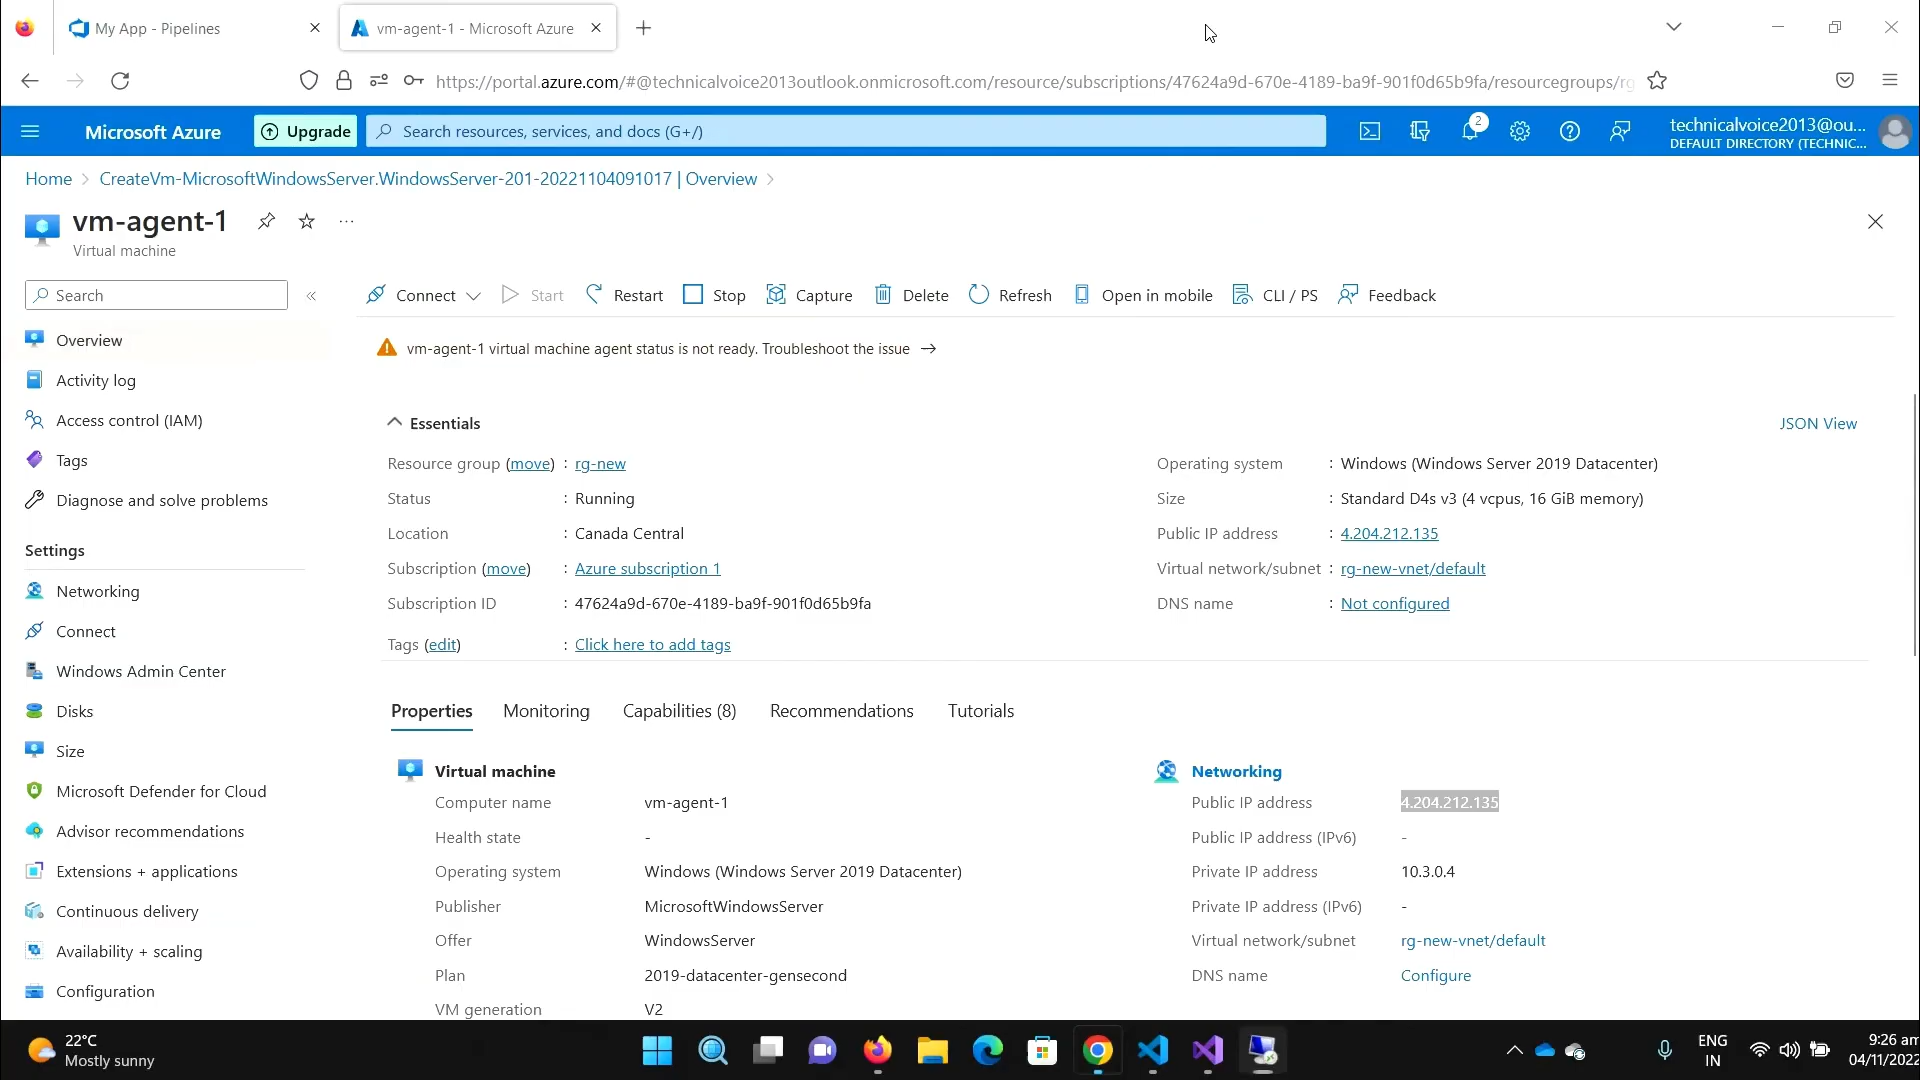 My App - Pipelines
vm-agent-1 - Microsoft Azure
https://portal.azure.com/#@technicalvoice2013outlook.onmicrosoft.com/resource/subscriptions/47624a9d-670e-4189-ba9f-901f0d65b9fa/resourcegroups/rg
Microsoft Azure
Upgrade
Search resources, services, and docs (G+/)
2
technicalvoice2013@ou...
DEFAULT DIRECTORY (TECHNIC...
Home > CreateVm-MicrosoftWindowsServer.WindowsServer-201-20221104091017 | Overview >
vm-agent-1
Virtual machine
Search
Connect
Start
Restart
Stop
Capture
Delete
Refresh
Open in mobile
CLI / PS
Feedback
vm-agent-1 virtual machine agent status is not ready. Troubleshoot the issue →
Overview
Activity log
Access control (IAM)
Tags
Diagnose and solve problems
Settings
Networking
Connect
Windows Admin Center
Disks
Size
Microsoft Defender for Cloud
Advisor recommendations
Extensions + applications
Continuous delivery
Availability + scaling
Configuration
Essentials
JSON View
Resource group (move) : rg-new
Status : Running
Location : Canada Central
Subscription (move) : Azure subscription 1
Subscription ID : 47624a9d-670e-4189-ba9f-901f0d65b9fa
Tags (edit) : Click here to add tags
Operating system : Windows (Windows Server 2019 Datacenter)
Size : Standard D4s v3 (4 vcpus, 16 GiB memory)
Public IP address : 4.204.212.135
Virtual network/subnet : rg-new-vnet/default
DNS name : Not configured
Properties
Monitoring
Capabilities (8)
Recommendations
Tutorials
Virtual machine
Computer name vm-agent-1
Health state -
Operating system Windows (Windows Server 2019 Datacenter)
Publisher MicrosoftWindowsServer
Offer WindowsServer
Plan 2019-datacenter-gensecond
VM generation V2
Networking
Public IP address 4.204.212.135
Public IP address (IPv6) -
Private IP address 10.3.0.4
Private IP address (IPv6) -
Virtual network/subnet rg-new-vnet/default
DNS name Configure
22°C
Mostly sunny
ENG
IN
9:26 am
04/11/2022